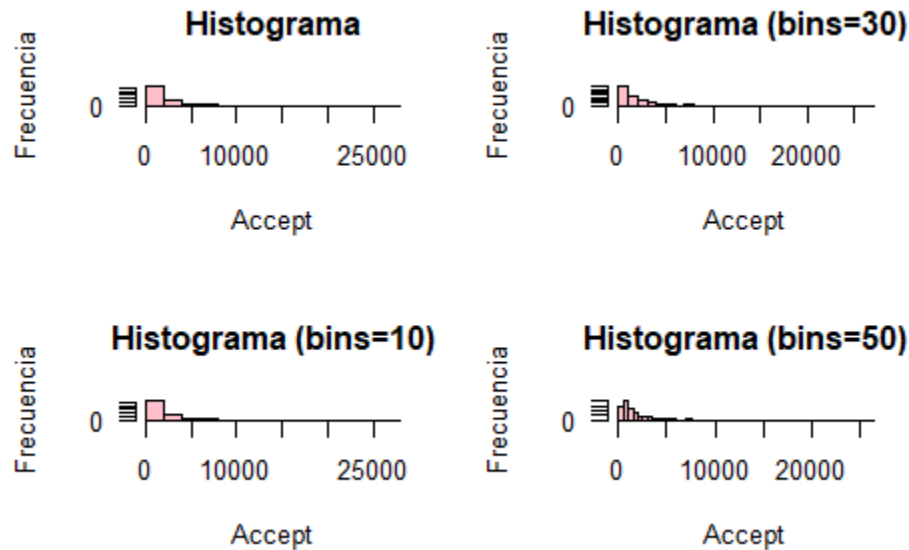 Histograma
Frecuencia
0
0 10000 25000
Accept
Histograma (bins=30)
Frecuencia
0
0 10000 20000
Accept
Histograma (bins=10)
Frecuencia
0
0 10000 25000
Accept
Histograma (bins=50)
Frecuencia
0
0 10000 20000
Accept